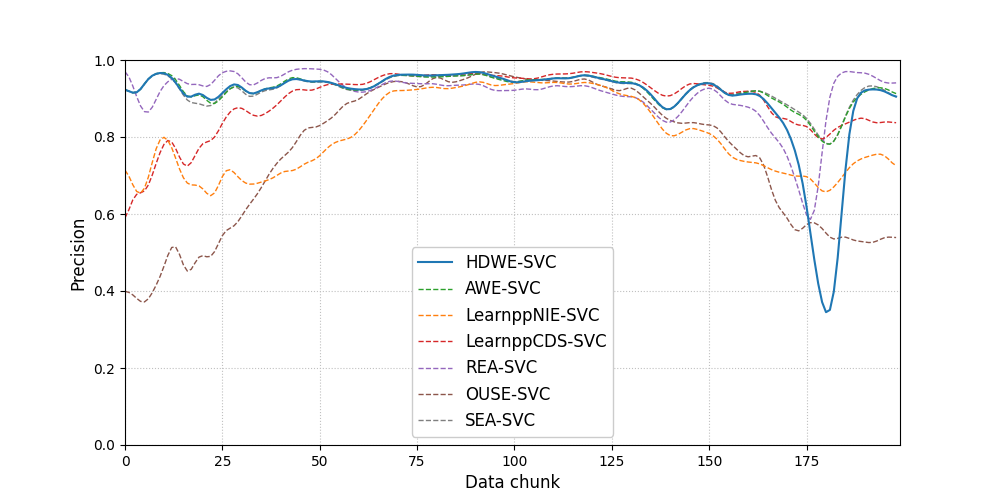 1.0
0.8
0.6
0.4
0.2
0.0
Precision
HDWE-SVC
AWE-SVC
LearnppNIE-SVC
LearnppCDS-SVC
REA-SVC
OUSE-SVC
SEA-SVC
0 25 50 75 100 125 150 175
Data chunk